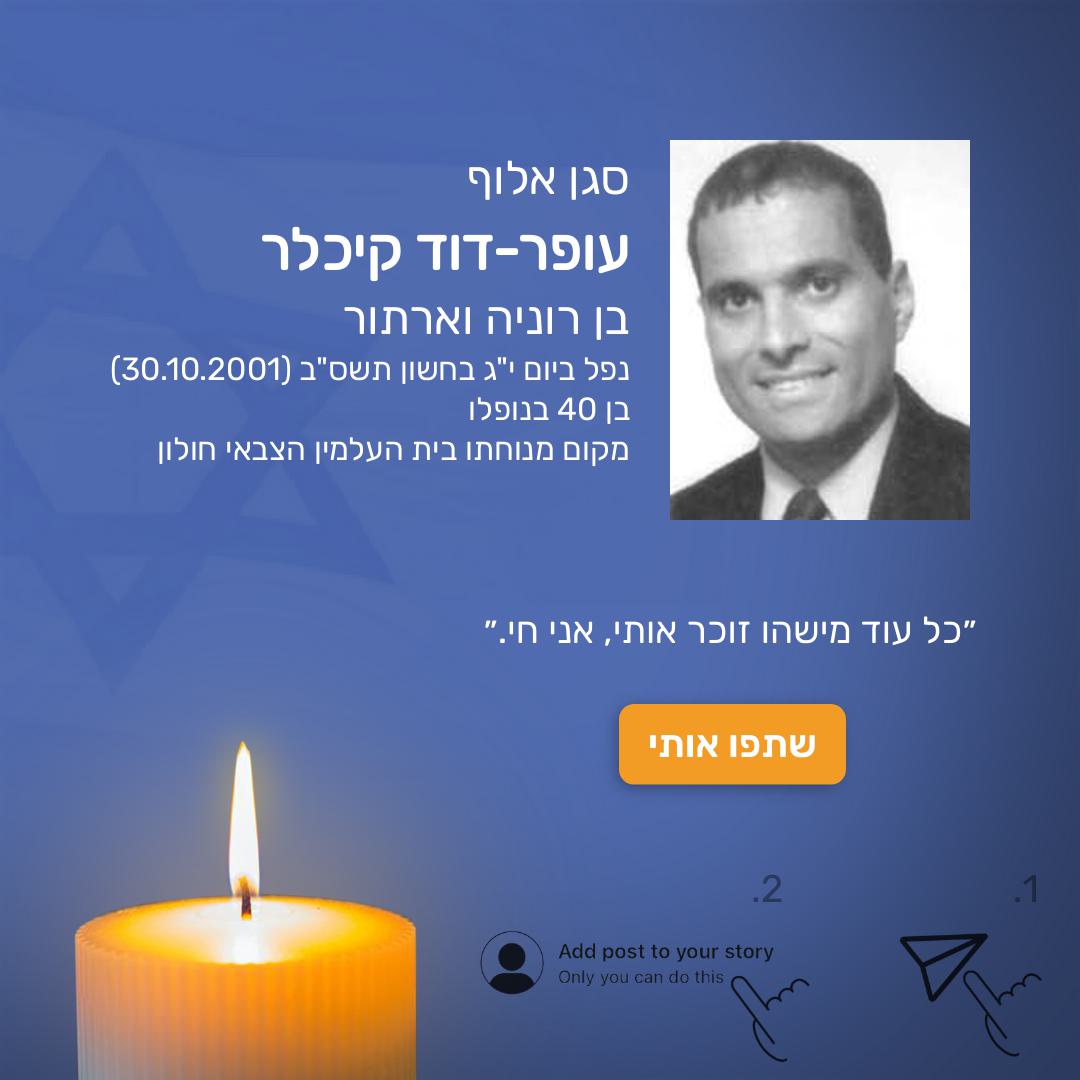 סגן אלוף
עופר-דוד קיכלר
בן רוניה וארתור
נפל ביום י"ג בחשון תשס"ב (30.10.2001)
בן 40 בנופלו
מקום מנוחתו בית העלמין הצבאי חולון
״כל עוד מישהו זוכר אותי, אני חי.״
שתפו אותי
.1
.2
Add post to your story
Only you can do this